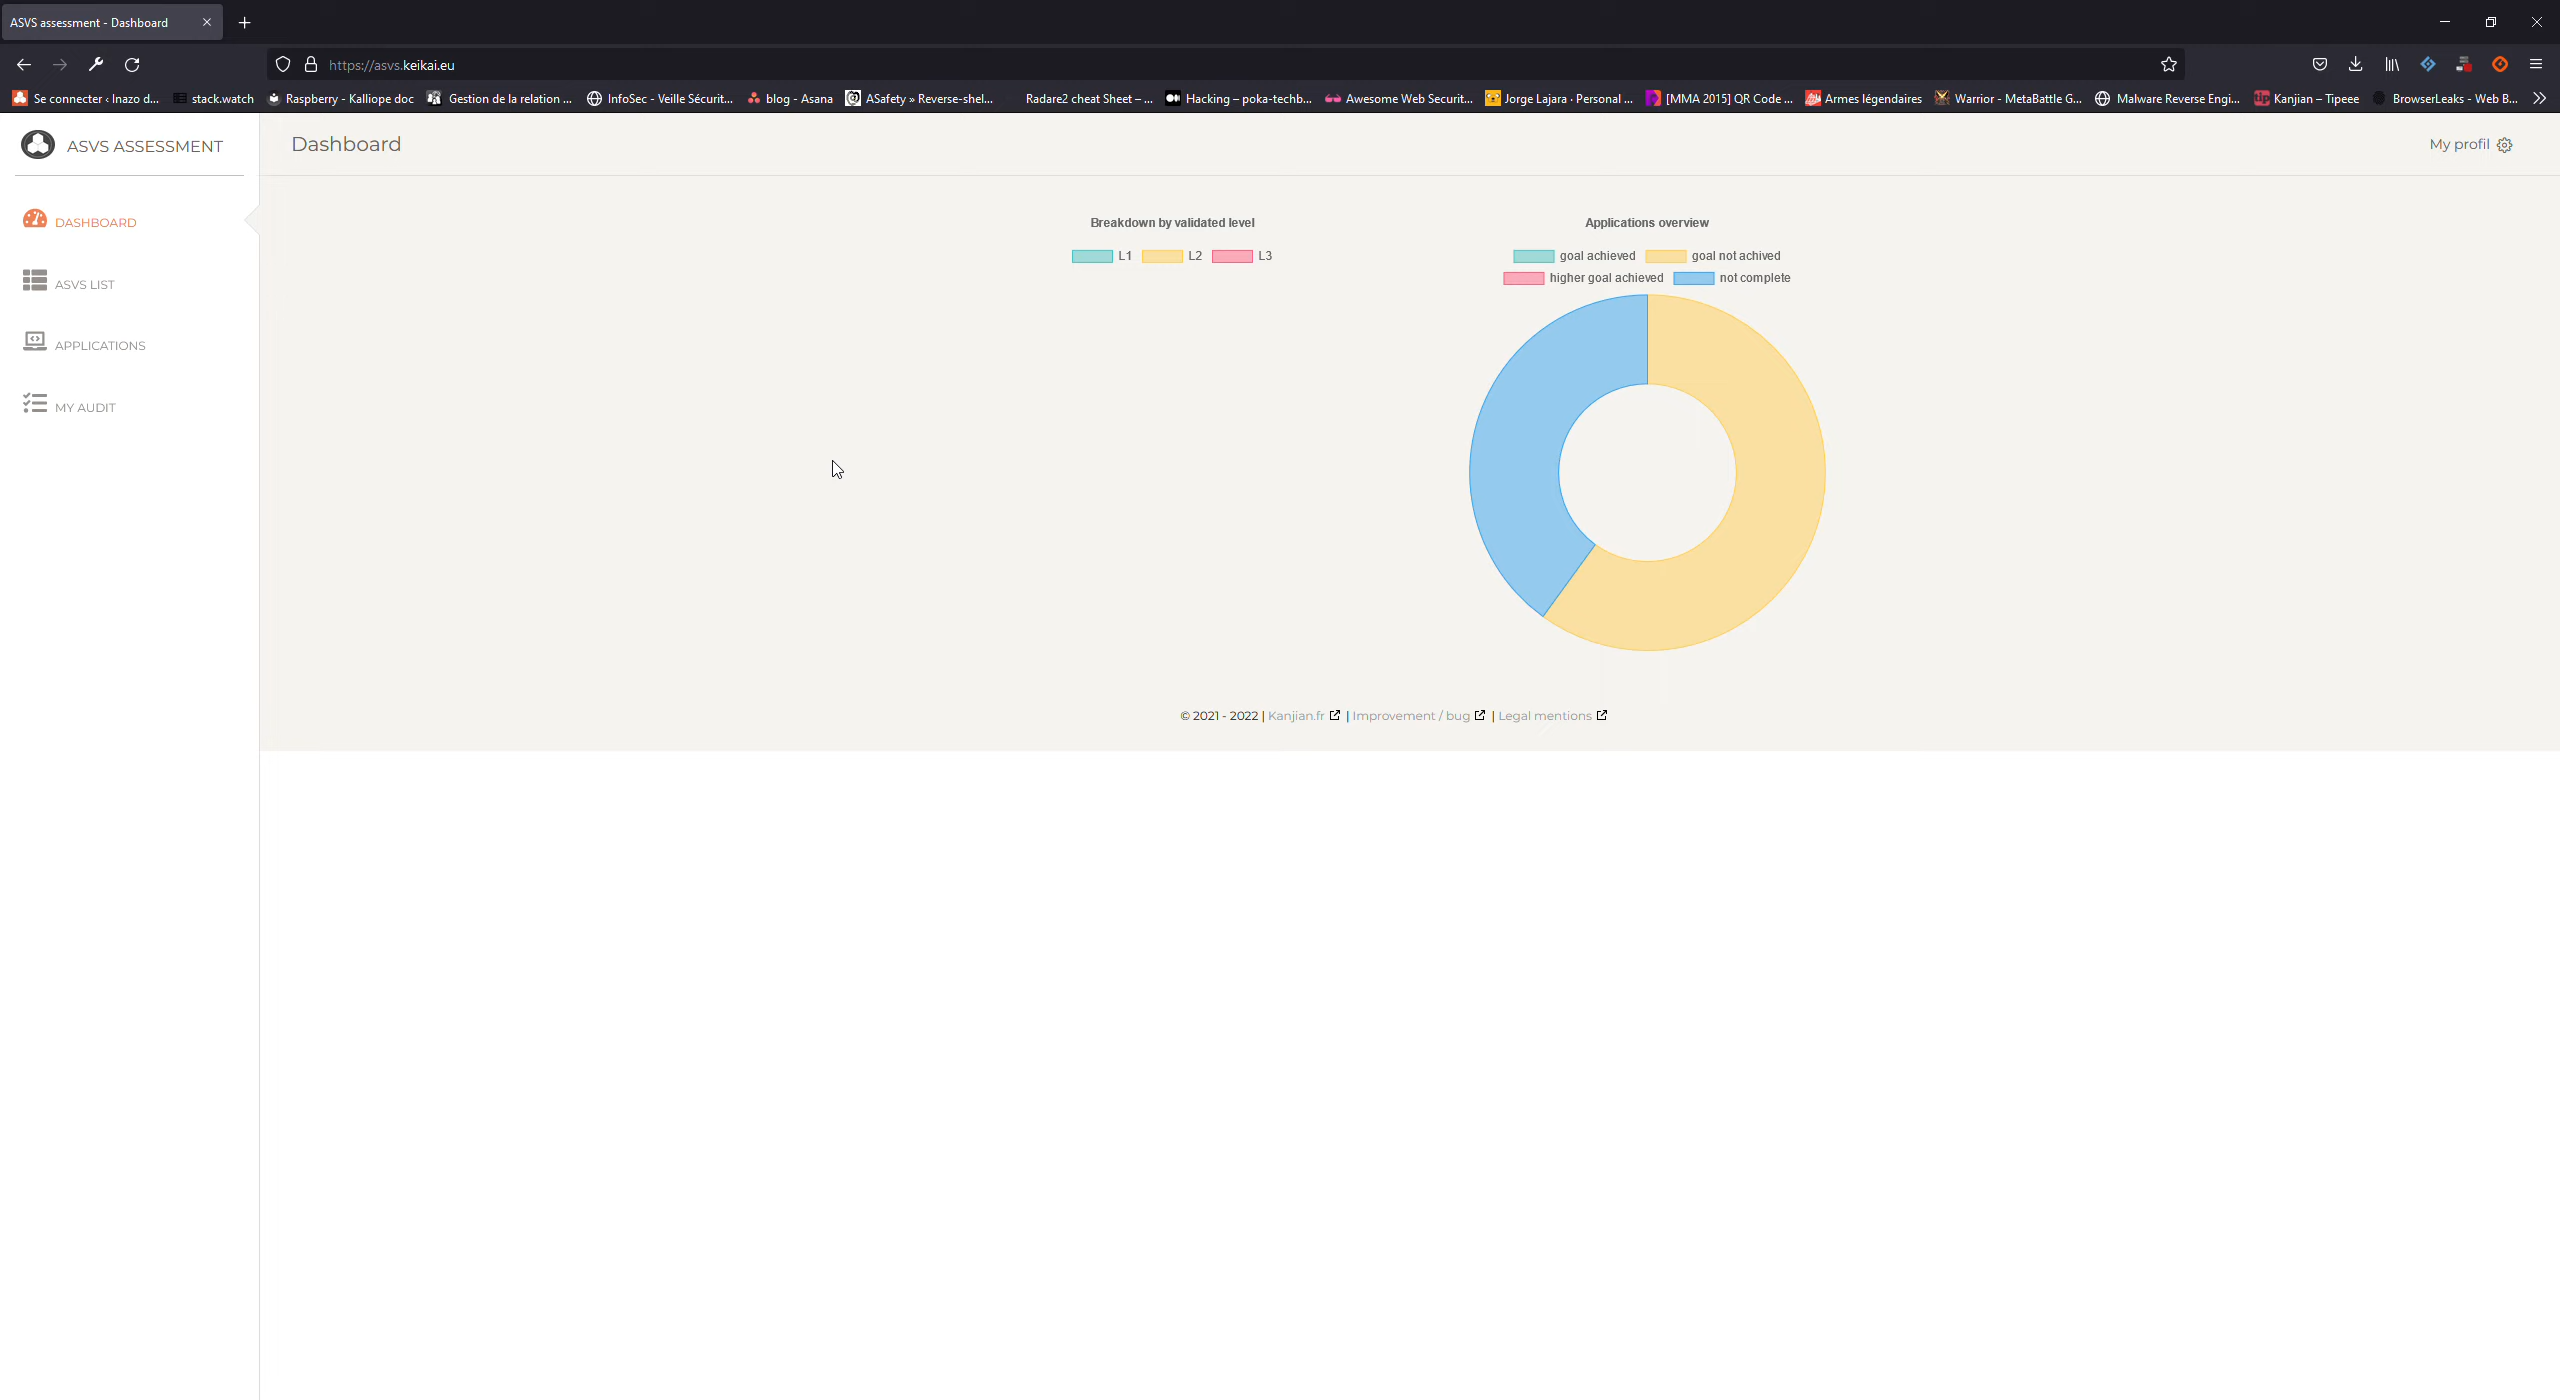 ASVS assessment - Dashboard
https://asvs.keikai.eu
Se connecter ‹ Inazo d... stack.watch Raspberry - Kalliope doc Gestion de la relation ... InfoSec - Veille Sécurit... blog - Asana ASafety » Reverse-shel... Radare2 cheat Sheet – ... Hacking – poka-techb... Awesome Web Securit... Jorge Lajara · Personal ... [MMA 2015] QR Code ... Armes légendaires Warrior - MetaBattle G... Malware Reverse Engi... Kanjian – Tipeee BrowserLeaks - Web B...
ASVS ASSESSMENT
Dashboard
My profil
DASHBOARD
ASVS LIST
APPLICATIONS
MY AUDIT
Breakdown by validated level
L1 L2 L3
Applications overview
goal achieved goal not achived
higher goal achieved not complete
© 2021 - 2022 | Kanjian.fr | Improvement / bug | Legal mentions